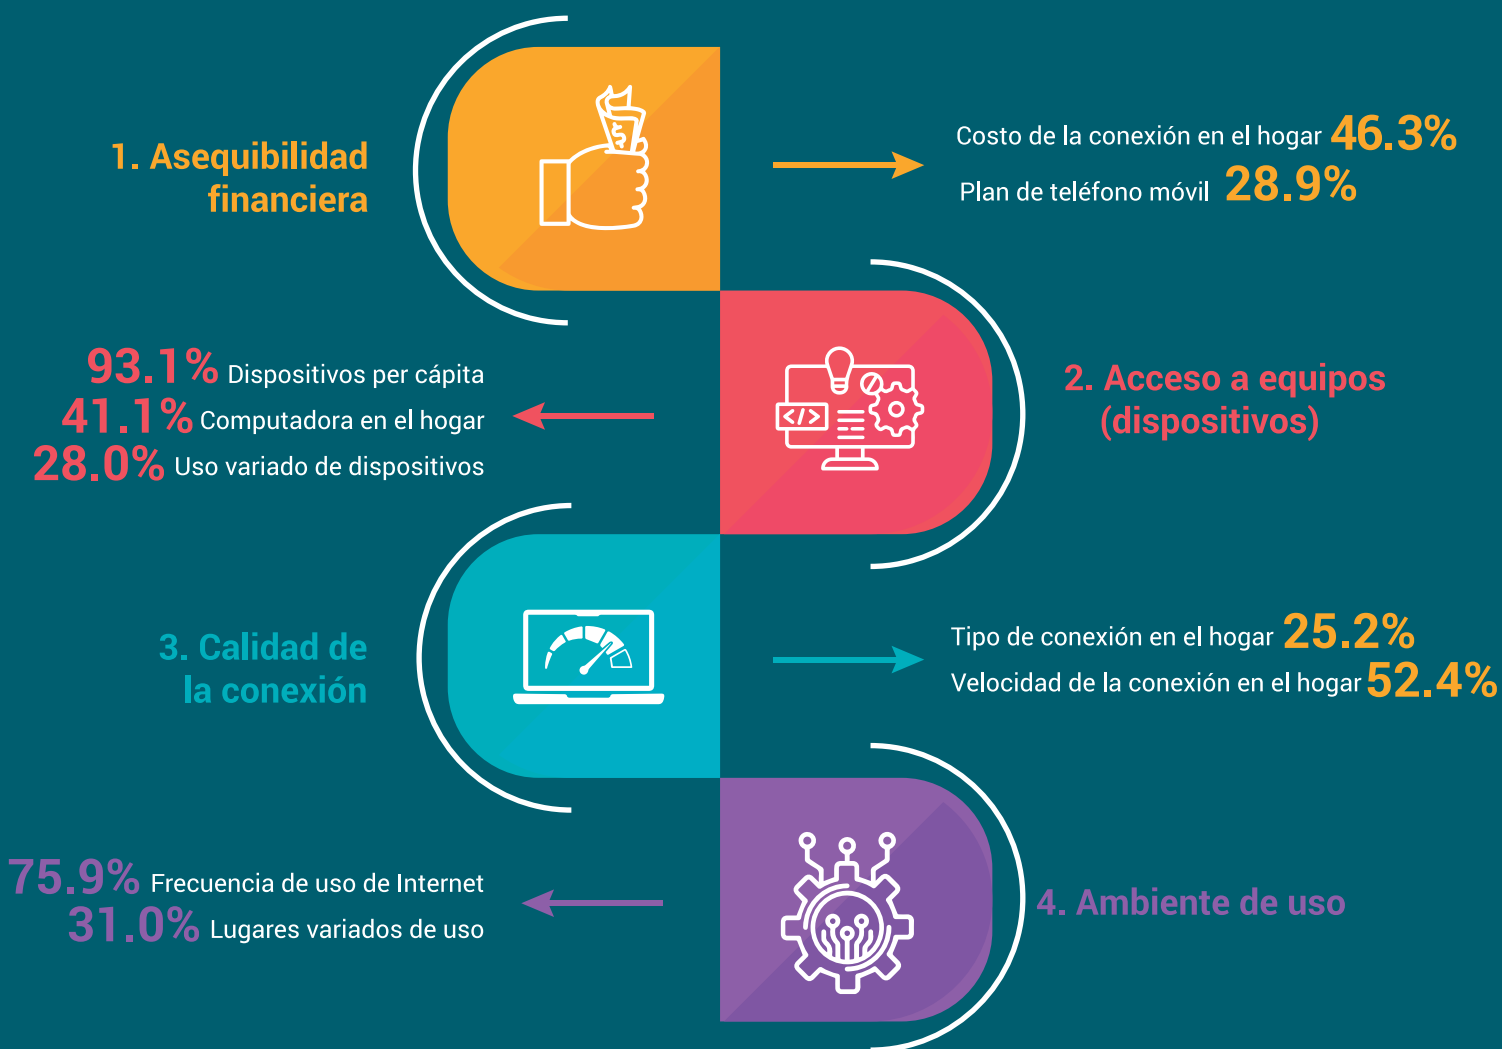 1. Asequibilidad
financiera
$
Costo de la conexión en el hogar 46.3%
Plan de teléfono móvil 28.9%
93.1% Dispositivos per cápita
41.1% Computadora en el hogar
28.0% Uso variado de dispositivos
</>
2. Acceso a equipos
(dispositivos)
3. Calidad de
la conexión
Tipo de conexión en el hogar 25.2%
Velocidad de la conexión en el hogar 52.4%
75.9% Frecuencia de uso de Internet
31.0% Lugares variados de uso
4. Ambiente de uso